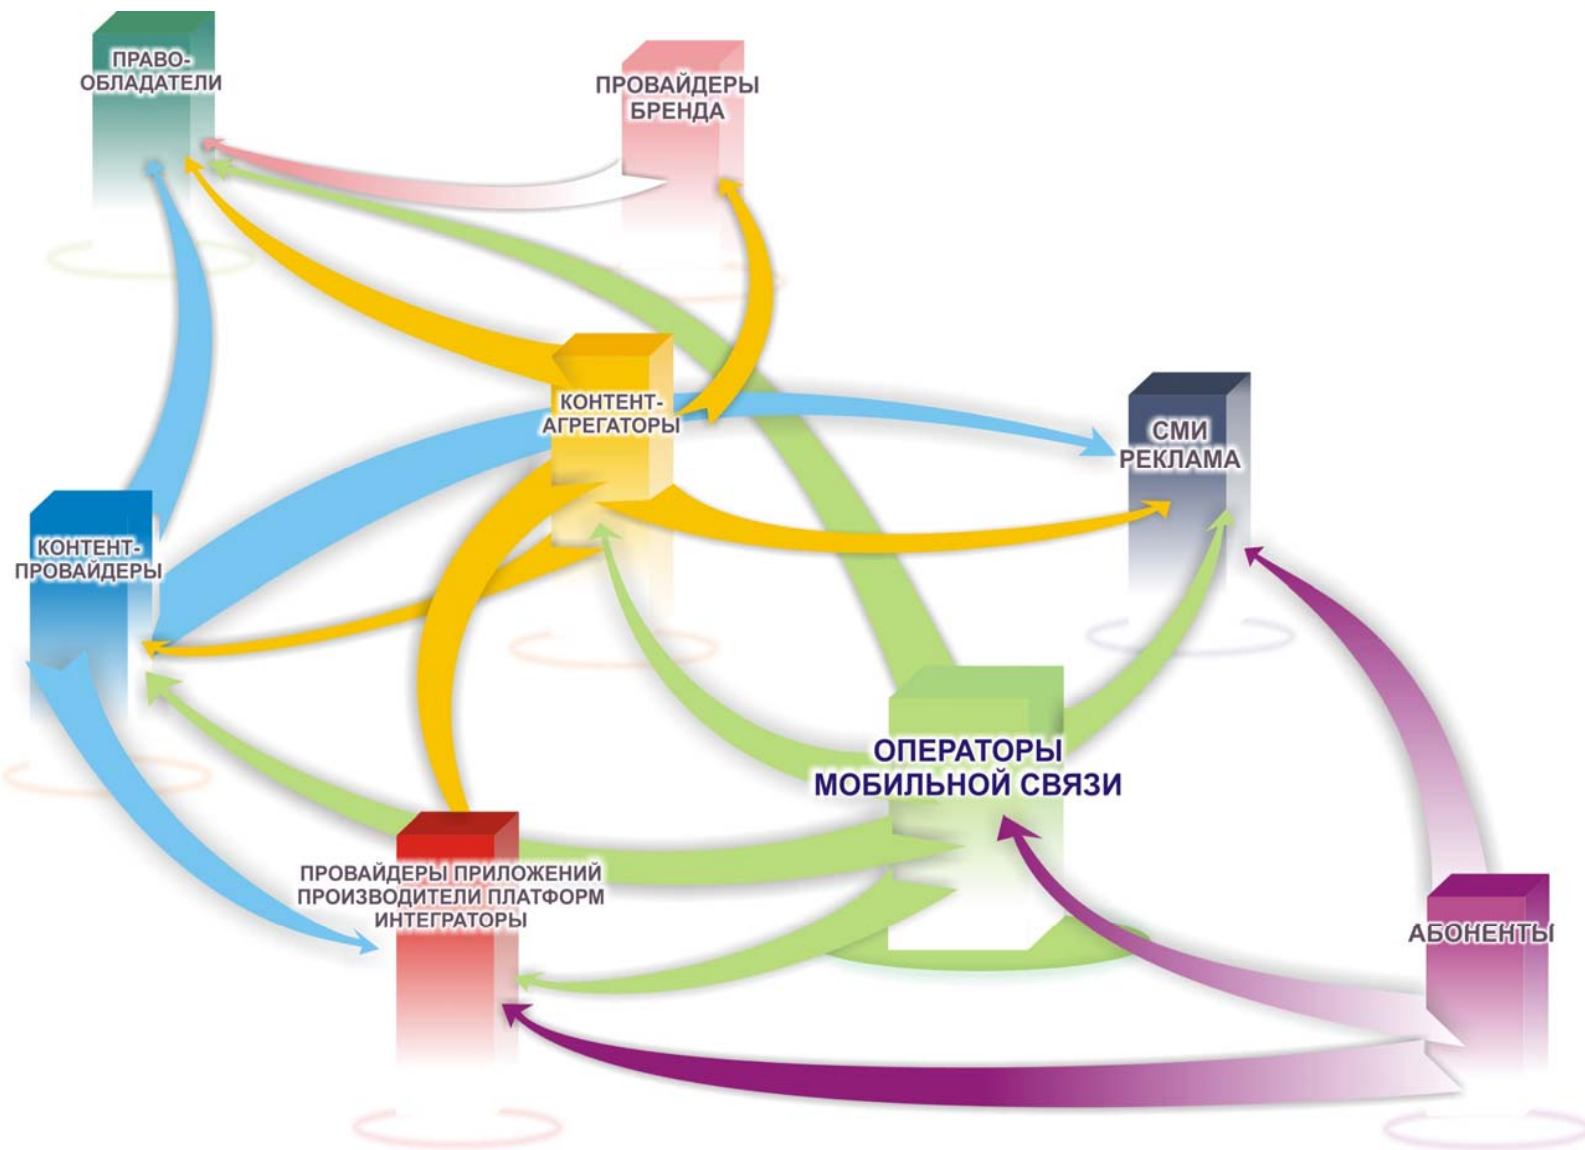 ПРАВО-
ОБЛАДАТЕЛИ
ПРОВАЙДЕРЫ
БРЕНДА
КОНТЕНТ-
АГРЕГАТОРЫ
СМИ
РЕКЛАМА
КОНТЕНТ-
ПРОВАЙДЕРЫ
ОПЕРАТОРЫ
МОБИЛЬНОЙ СВЯЗИ
ПРОВАЙДЕРЫ ПРИЛОЖЕНИЙ
ПРОИЗВОДИТЕЛИ ПЛАТФОРМ
ИНТЕГРАТОРЫ
АБОНЕНТЫ